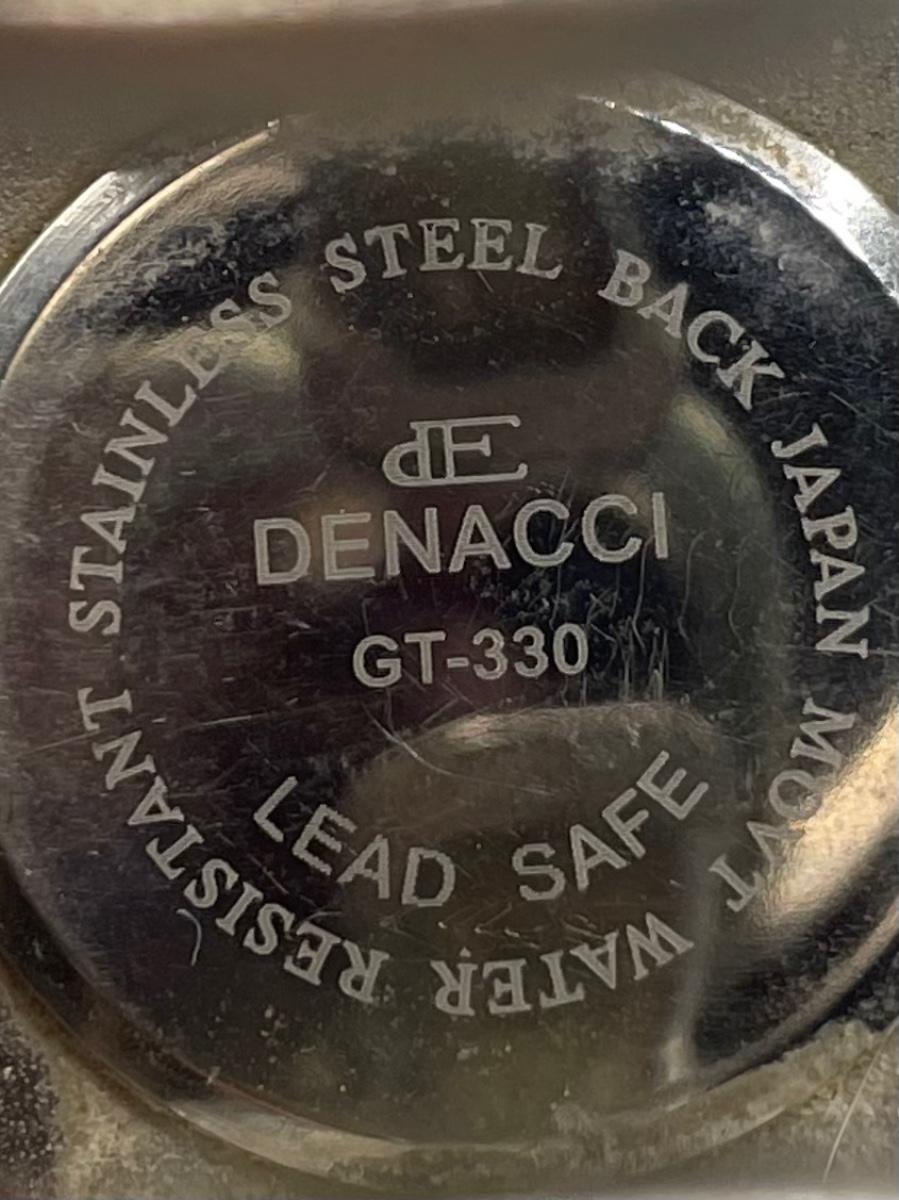 STAINLESS STEEL BACK JAPAN MOVT WATER RESISTANT
dE
DENACCI
GT-330
LEAD SAFE